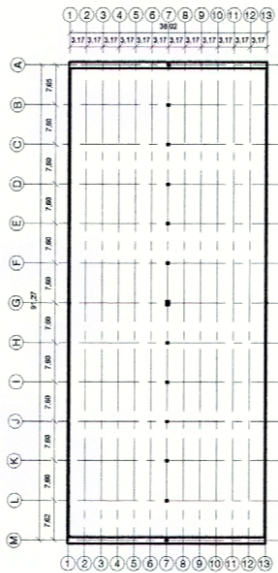 1 2 3 4 5 6 7 8 9 10 11 12 13
38.02
3.17 3.17 3.17 3.17 3.17 3.17 3.17 3.17 3.17 3.17 3.17 3.17
A
7,65
B
7,60
C
7,60
D
7,60
E
7,60
F
7,60
G
91,27
7,60
H
7,60
I
7,60
J
7,60
K
7,60
L
7,62
M
1 2 3 4 5 6 7 8 9 10 11 12 13